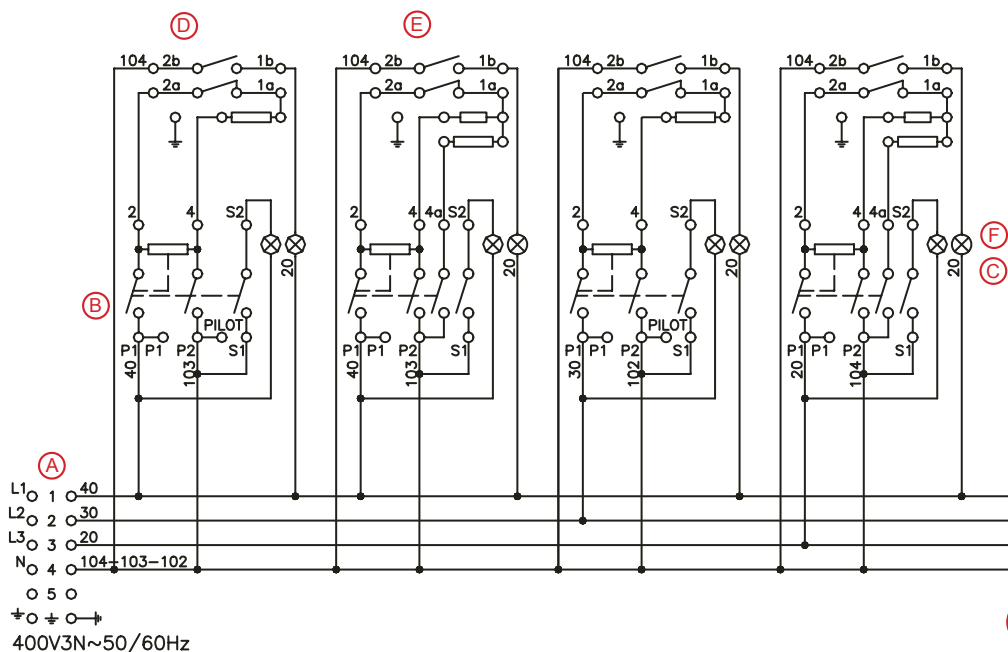 D E
104 2b 1b 104 2b 1b 2b 1b 104 2b 1b
2a 1a 2a 1a 2a 1a 2a 1a
2 4 S2 2 4 4a S2 2 4 S2 2 4 4a S2
F
20 20 20 20
C
B
PILOT PILOT
P1 P1 P2 S1 P1 P1 P2 S1 P1 P1 P2 S1 P1 P1 P2 S1
40 103 40 103 30 102 20 104
A
L1 1 40
L2 2 30
L3 3 20
N 4 104-103-102
5
400V3N~50/60Hz